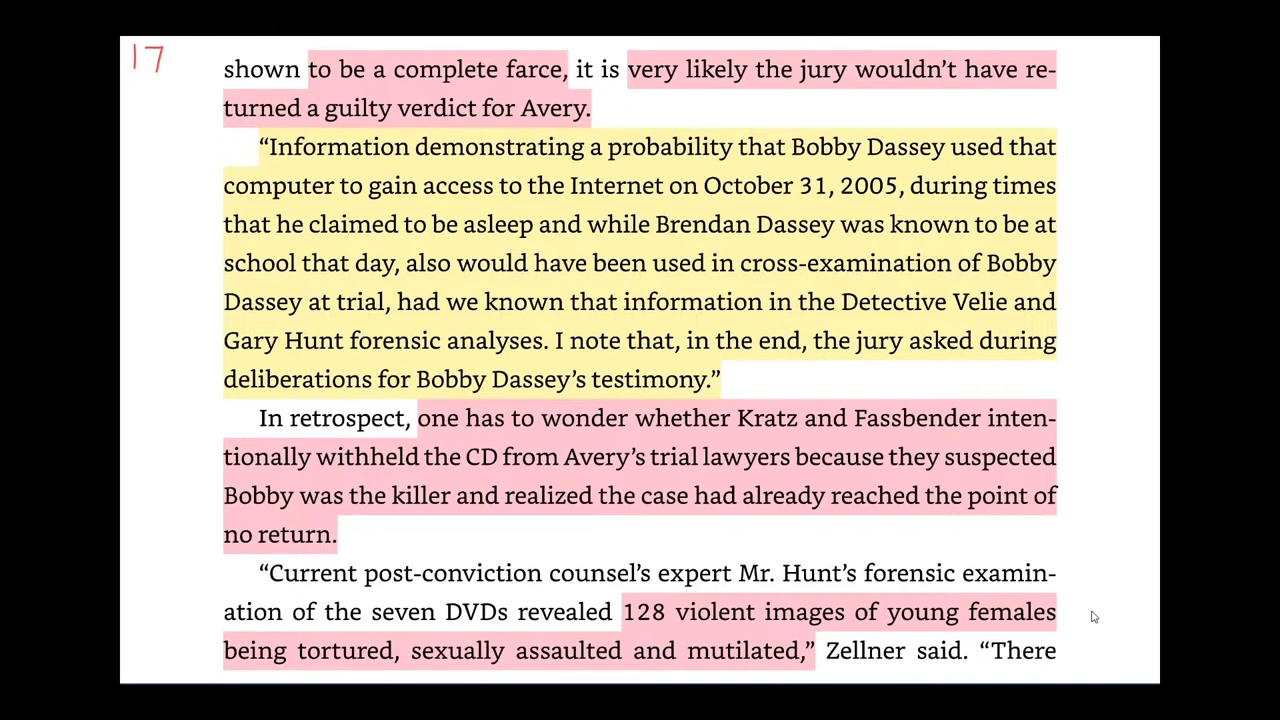 17
shown to be a complete farce, it is very likely the jury wouldn’t have re-
turned a guilty verdict for Avery.
“Information demonstrating a probability that Bobby Dassey used that
computer to gain access to the Internet on October 31, 2005, during times
that he claimed to be asleep and while Brendan Dassey was known to be at
school that day, also would have been used in cross-examination of Bobby
Dassey at trial, had we known that information in the Detective Velie and
Gary Hunt forensic analyses. I note that, in the end, the jury asked during
deliberations for Bobby Dassey’s testimony.”
In retrospect, one has to wonder whether Kratz and Fassbender inten-
tionally withheld the CD from Avery’s trial lawyers because they suspected
Bobby was the killer and realized the case had already reached the point of
no return.
“Current post-conviction counsel’s expert Mr. Hunt’s forensic examin-
ation of the seven DVDs revealed 128 violent images of young females
being tortured, sexually assaulted and mutilated,” Zellner said. “There